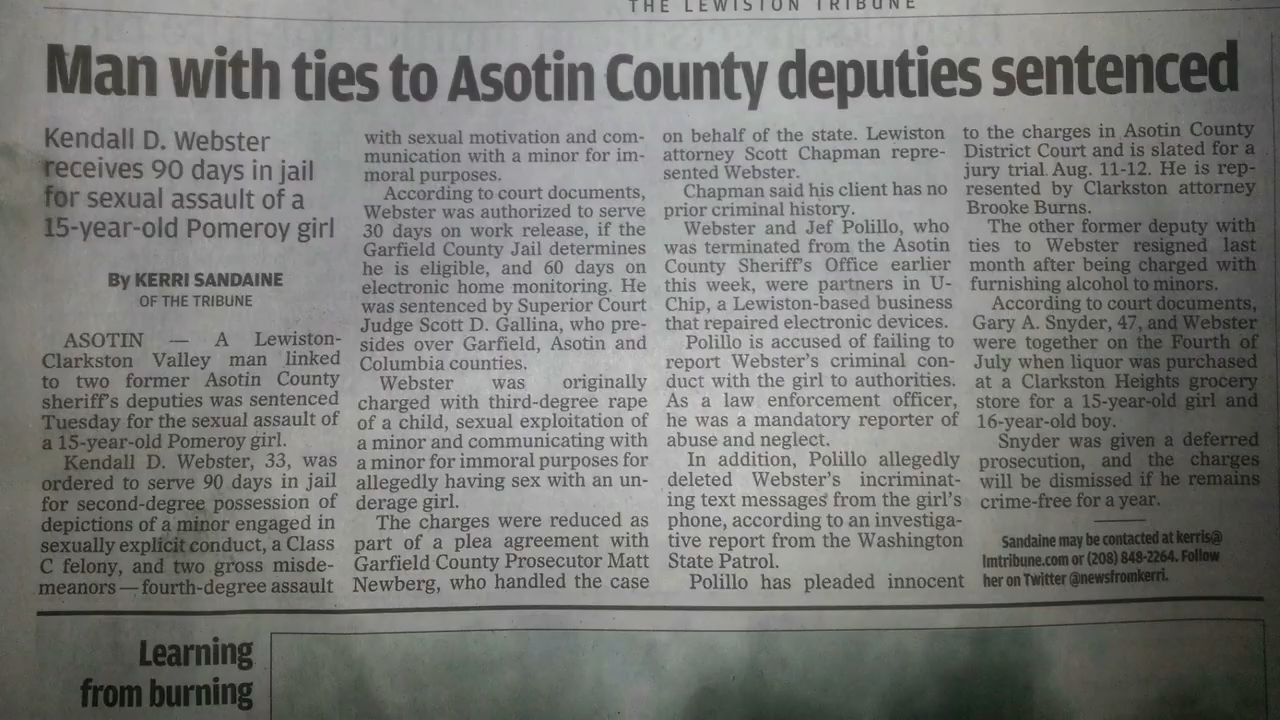 THE LEWISTON TRIBUNE
Man with ties to Asotin County deputies sentenced
Kendall D. Webster
receives 90 days in jail
for sexual assault of a
15-year-old Pomeroy girl
By KERRI SANDAINE
OF THE TRIBUNE
ASOTIN — A Lewiston-
Clarkston Valley man linked
to two former Asotin County
sheriff's deputies was sentenced
Tuesday for the sexual assault of
a 15-year-old Pomeroy girl.
Kendall D. Webster, 33, was
ordered to serve 90 days in jail
for second-degree possession of
depictions of a minor engaged in
sexually explicit conduct, a Class
C felony, and two gross misde-
meanors — fourth-degree assault
with sexual motivation and com-
munication with a minor for im-
moral purposes.
According to court documents,
Webster was authorized to serve
30 days on work release, if the
Garfield County Jail determines
he is eligible, and 60 days on
electronic home monitoring. He
was sentenced by Superior Court
Judge Scott D. Gallina, who pre-
sides over Garfield, Asotin and
Columbia counties.
Webster was originally
charged with third-degree rape
of a child, sexual exploitation of
a minor and communicating with
a minor for immoral purposes for
allegedly having sex with an un-
derage girl.
The charges were reduced as
part of a plea agreement with
Garfield County Prosecutor Matt
Newberg, who handled the case
on behalf of the state. Lewiston
attorney Scott Chapman repre-
sented Webster.
Chapman said his client has no
prior criminal history.
Webster and Jef Polillo, who
was terminated from the Asotin
County Sheriff's Office earlier
this week, were partners in U-
Chip, a Lewiston-based business
that repaired electronic devices.
Polillo is accused of failing to
report Webster's criminal con-
duct with the girl to authorities.
As a law enforcement officer,
he was a mandatory reporter of
abuse and neglect.
In addition, Polillo allegedly
deleted Webster's incriminat-
ing text messages from the girl's
phone, according to an investiga-
tive report from the Washington
State Patrol.
Polillo has pleaded innocent
to the charges in Asotin County
District Court and is slated for a
jury trial Aug. 11-12. He is rep-
resented by Clarkston attorney
Brooke Burns.
The other former deputy with
ties to Webster resigned last
month after being charged with
furnishing alcohol to minors.
According to court documents,
Gary A. Snyder, 47, and Webster
were together on the Fourth of
July when liquor was purchased
at a Clarkston Heights grocery
store for a 15-year-old girl and
16-year-old boy.
Snyder was given a deferred
prosecution, and the charges
will be dismissed if he remains
crime-free for a year.
Sandaine may be contacted at kerris@
lmtribune.com or (208) 848-2264. Follow
her on Twitter @newsfromkerri.
Learning
from burning